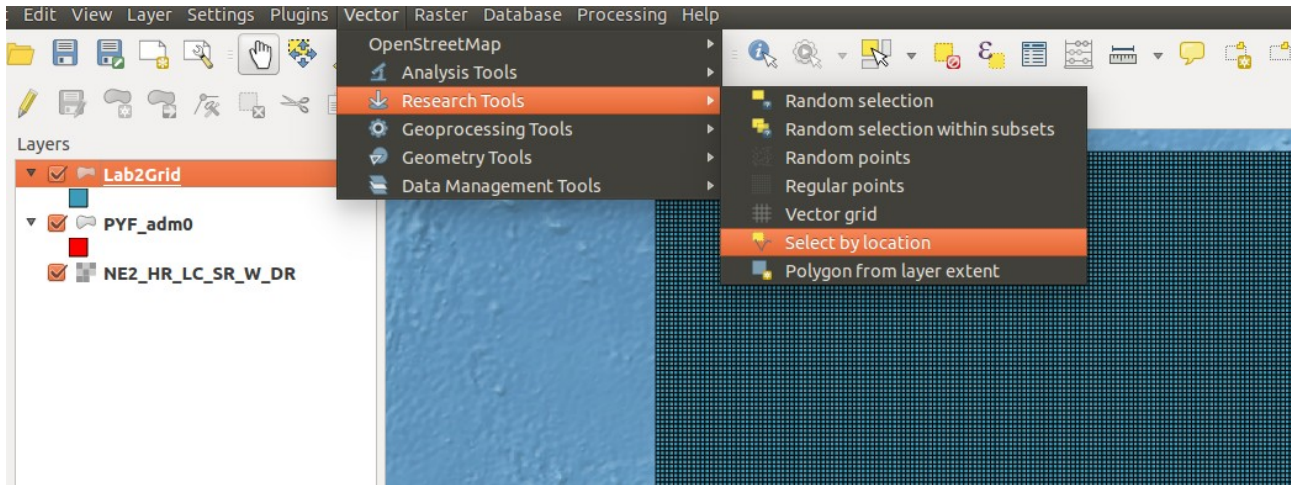 Edit View Layer Settings Plugins Vector Raster Database Processing Help
OpenStreetMap
Analysis Tools
Research Tools
Geoprocessing Tools
Geometry Tools
Data Management Tools
Random selection
Random selection within subsets
Random points
Regular points
Vector grid
Select by location
Polygon from layer extent
Layers
Lab2Grid
PYF_adm0
NE2_HR_LC_SR_W_DR